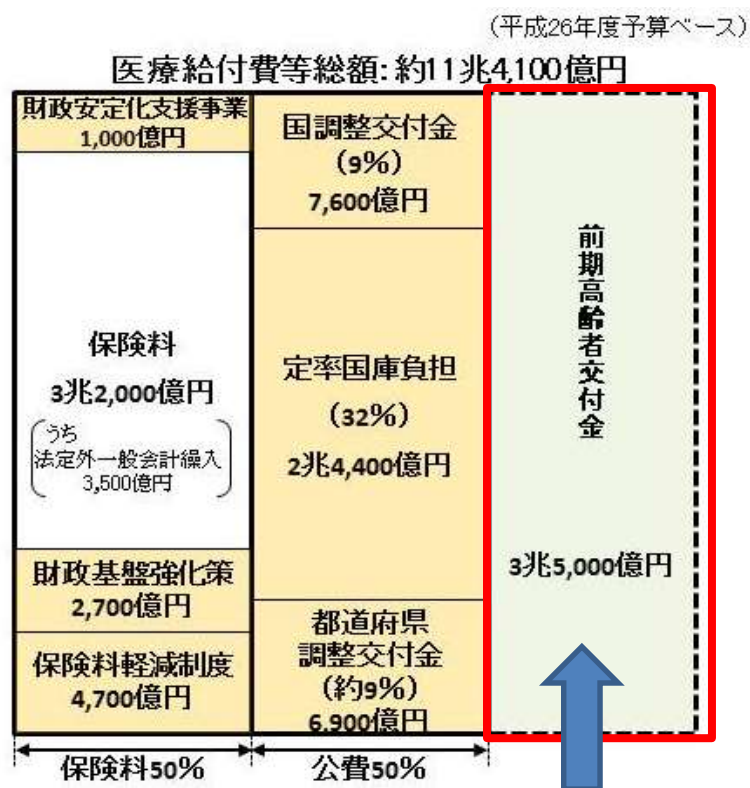 （平成26年度予算ベース）
医療給付費等総額：約11兆4,100億円
財政安定化支援事業
1,000億円
保険料
3兆2,000億円
うち
法定外一般会計繰入
3,500億円
財政基盤強化策
2,700億円
保険料軽減制度
4,700億円
国調整交付金
（9％）
7,600億円
定率国庫負担
（32％）
2兆4,400億円
都道府県
調整交付金
（約9％）
6,900億円
前期高齢者交付金
3兆5,000億円
保険料50％
公費50％